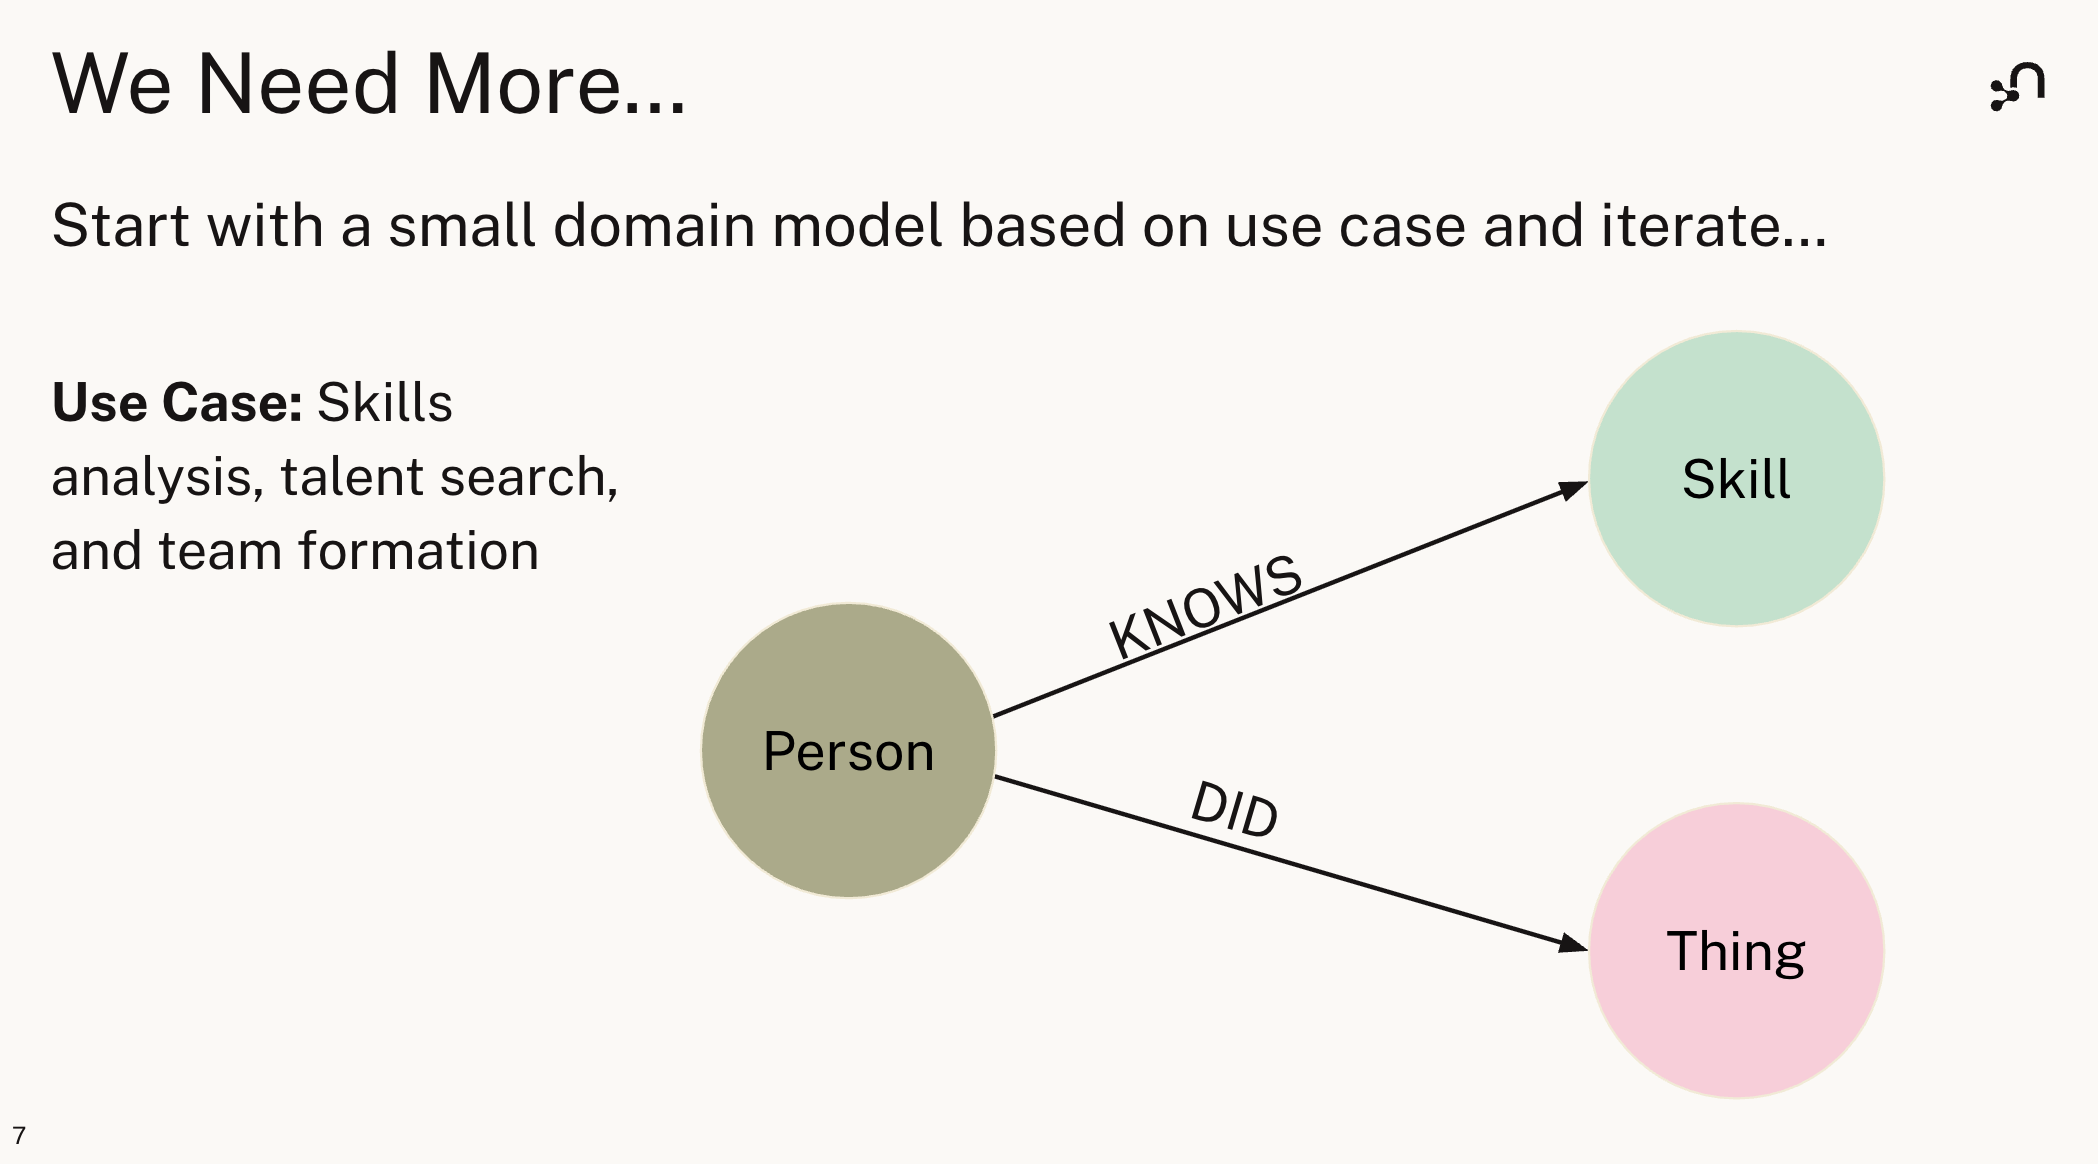 We Need More...
Start with a small domain model based on use case and iterate...
Use Case: Skills
analysis, talent search,
and team formation
Skill
KNOWS
Person
DID
Thing
7